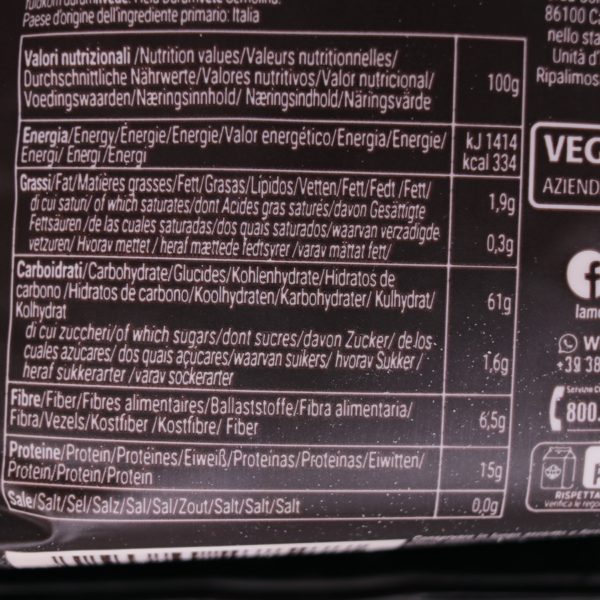 Paese d'origine dell'ingrediente primario: Italia
Valori nutrizionali /Nutrition values/Valeurs nutritionnelles/
Durchschnittliche Nährwerte/Valores nutritivos/Valor nutricional/
Voedingswaarden/Næringsinnhold/ Næringsindhold/Näringsvärde
100g
Energia/Energy/Énergie/Energie/Valor energético/Energia/Energie/
Energi/ Energi /Energi
kJ 1414
kcal 334
Grassi/Fat/Matières grasses/Fett/Grasas/Lípidos/Vetten/Fett/Fedt /Fett/
di cui saturi/ of which saturates/dont Acides gras saturés/davon Gesättigte
Fettsäuren /de las cuales saturadas/dos quais saturados/waarvan verzadigde
vetzuren/ Hvorav mettet / heraf mættede fedtsyrer /varav mättat fett/
1,9g
0,3g
Carboidrati/Carbohydrate/Glucides/Kohlenhydrate/Hidratos de
carbono /Hidratos de carbono/Koolhydraten/Karbohydrater/ Kulhydrat/
Kolhydrat
61g
di cui zuccheri/of which sugars/dont sucres/davon Zucker/ de los
cuales azúcares/ dos quais açúcares/waarvan suikers/ hvorav Sukker /
heraf sukkerarter /varav sockerarter
1,6g
Fibre/Fiber/Fibres alimentaires/Ballaststoffe/Fibra alimentaria/
Fibra/Vezels/Kostfiber /Kostfibre/ Fiber
6,5g
Proteine/Protein/Protéines/Eiweiß/Proteínas/Proteínas/Eiwitten/
Protein/Protein/Protein
15g
Sale/Salt/Sel/Salz/Sal/Sal/Zout/Salt/Salt/Salt
0,0g
86100
nello
Unità
Ripalimos
VEG
AZIEND
f
+39 38
800.
RISPETTA